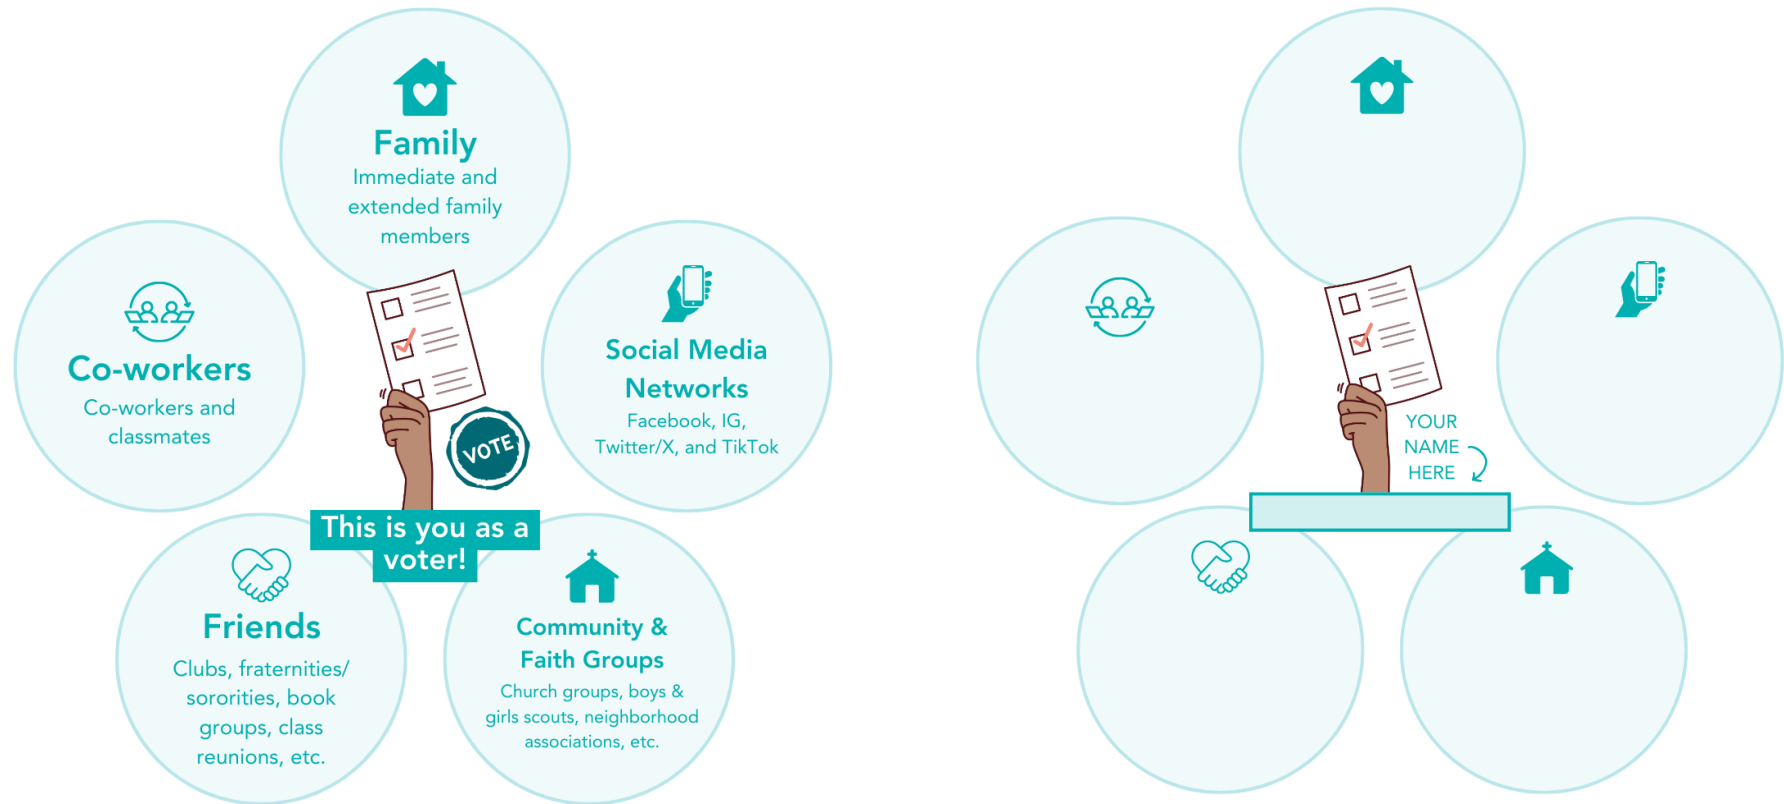 Family
Immediate and
extended family
members
Co-workers
Co-workers and
classmates
Social Media
Networks
Facebook, IG,
Twitter/X, and TikTok
VOTE
This is you as a
voter!
Friends
Clubs, fraternities/
sororities, book
groups, class
reunions, etc.
Community &
Faith Groups
Church groups, boys &
girls scouts, neighborhood
associations, etc.
YOUR
NAME
HERE